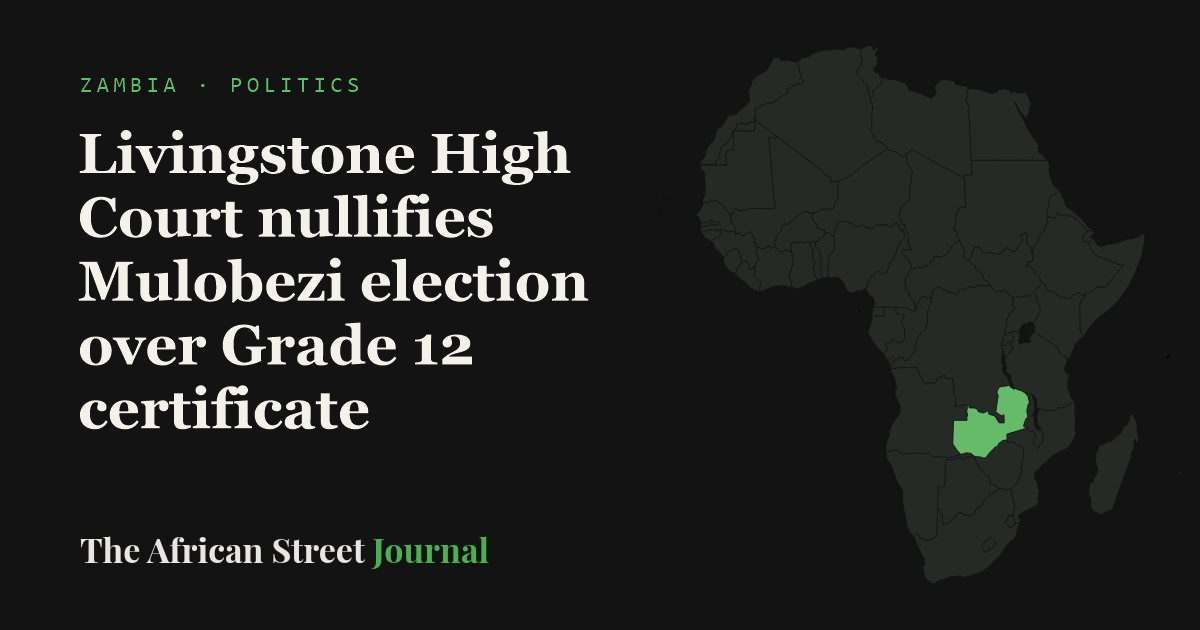 ZAMBIA · POLITICS
Livingstone High
Court nullifies
Mulobezi election
over Grade 12
certificate
The African Street Journal